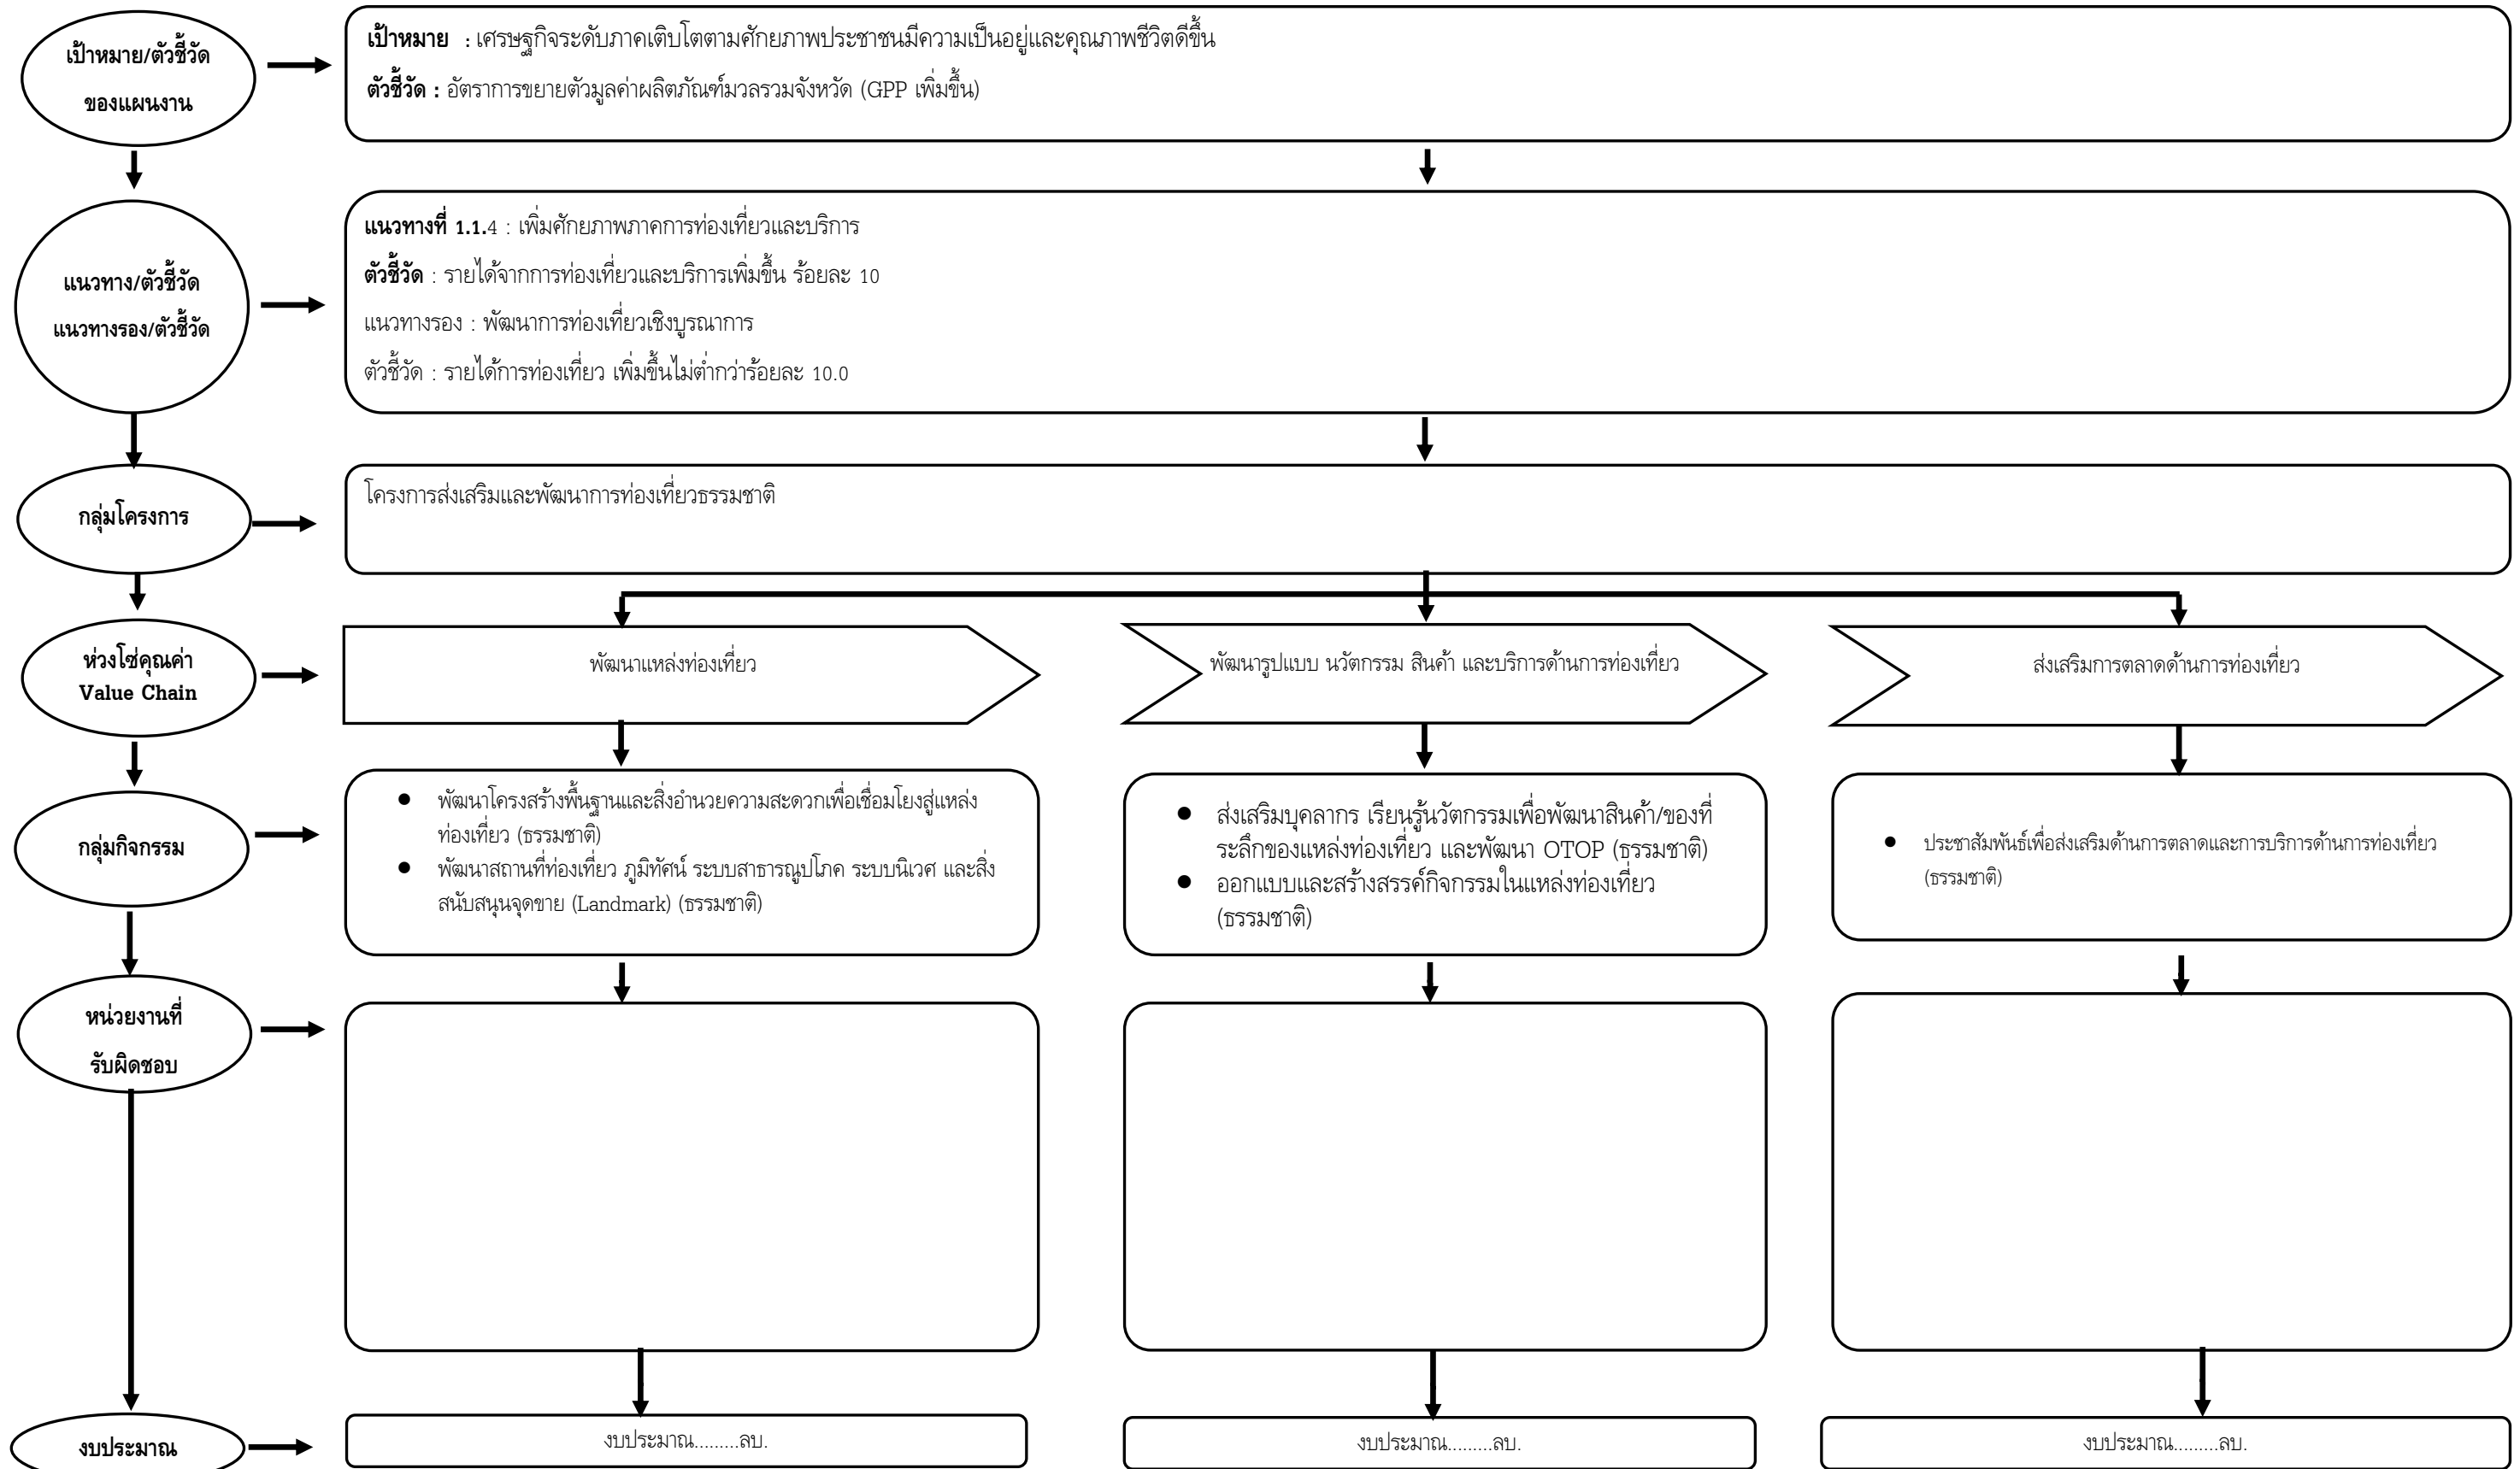 เป้าหมาย/ตัวชี้วัด
ของแผนงาน
เป้าหมาย : เศรษฐกิจระดับภาคเติบโตตามศักยภาพประชาชนมีความเป็นอยู่และคุณภาพชีวิตดีขึ้น
ตัวชี้วัด : อัตราการขยายตัวมูลค่าผลิตภัณฑ์มวลรวมจังหวัด (GPP เพิ่มขึ้น)
แนวทาง/ตัวชี้วัด
แนวทางรอง/ตัวชี้วัด
แนวทางที่ 1.1.4 : เพิ่มศักยภาพภาคการท่องเที่ยวและบริการ
ตัวชี้วัด : รายได้จากการท่องเที่ยวและบริการเพิ่มขึ้น ร้อยละ 10
แนวทางรอง : พัฒนาการท่องเที่ยวเชิงบูรณาการ
ตัวชี้วัด : รายได้การท่องเที่ยว เพิ่มขึ้นไม่ต่ำกว่าร้อยละ 10.0
กลุ่มโครงการ
โครงการส่งเสริมและพัฒนาการท่องเที่ยวธรรมชาติ
ห่วงโซ่คุณค่า
Value Chain
พัฒนาแหล่งท่องเที่ยว
พัฒนารูปแบบ นวัตกรรม สินค้า และบริการด้านการท่องเที่ยว
ส่งเสริมการตลาดด้านการท่องเที่ยว
กลุ่มกิจกรรม
● พัฒนาโครงสร้างพื้นฐานและสิ่งอำนวยความสะดวกเพื่อเชื่อมโยงสู่แหล่ง
ท่องเที่ยว (ธรรมชาติ)
● พัฒนาสถานที่ท่องเที่ยว ภูมิทัศน์ ระบบสาธารณูปโภค ระบบนิเวศ และสิ่ง
สนับสนุนจุดขาย (Landmark) (ธรรมชาติ)
● ส่งเสริมบุคลากร เรียนรู้นวัตกรรมเพื่อพัฒนาสินค้า/ของที่
ระลึกของแหล่งท่องเที่ยว และพัฒนา OTOP (ธรรมชาติ)
● ออกแบบและสร้างสรรค์กิจกรรมในแหล่งท่องเที่ยว
(ธรรมชาติ)
● ประชาสัมพันธ์เพื่อส่งเสริมด้านการตลาดและการบริการด้านการท่องเที่ยว
(ธรรมชาติ)
หน่วยงานที่
รับผิดชอบ
งบประมาณ
งบประมาณ.........ลบ.
งบประมาณ.........ลบ.
งบประมาณ.........ลบ.